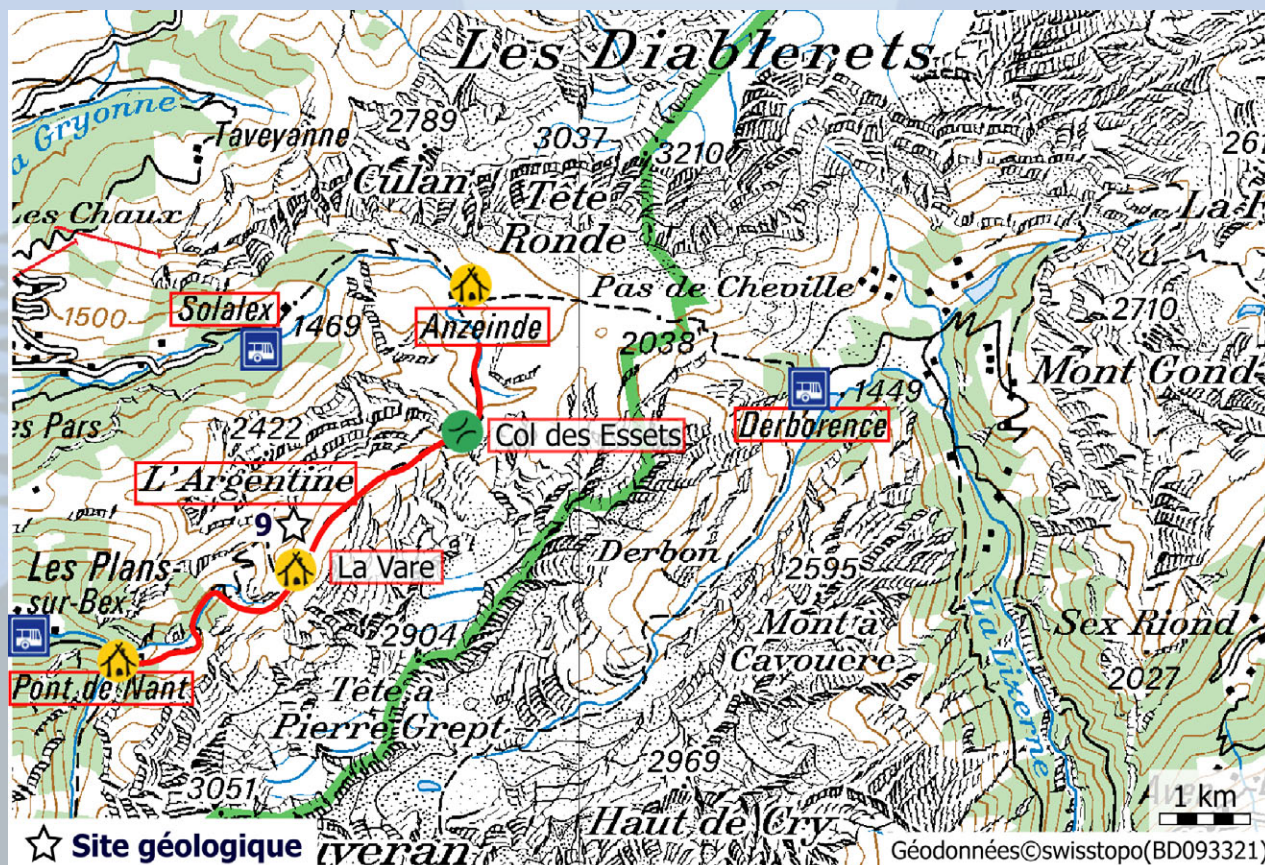 Les Diablerets
a Gryonne
Taveyanne
2789
3037
3210
Culan
Tête
Ronde
Les Chaux
La F
Pas de Cheville
Solalex
1500
1469
Anzeinde
2038
2710
Mont Gond-
1449
Derborence
es Pars
2422
Col des Essets
L'Argentine
9
La Vare
Les Plans-
sur-Bex
Derbon
2595
Mont à
Cavouère
La Lizerne
Sex Riond
2027
2904
Pont de Nant
Tête à
Pierre Grept
3051
2969
Haut de Cry
1 km
Site géologique
uveran
Géodonnées©swisstopo(BD093321)